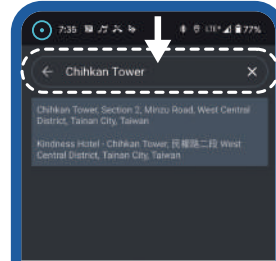 7:35 LTE+ 77%
Chihkan Tower
Chihkan Tower, Section 2, Minzu Road, West Central
District, Tainan City, Taiwan
Kindness Hotel - Chihkan Tower, 民權路二段 West
Central District, Tainan City, Taiwan